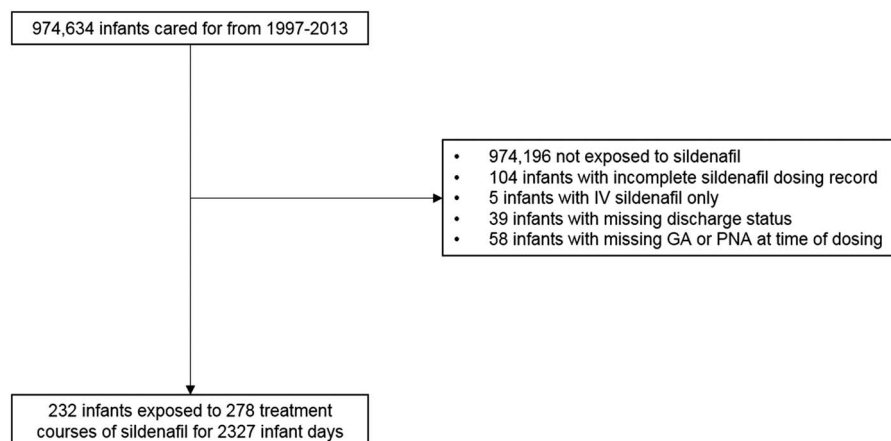 974,634 infants cared for from 1997-2013
• 974,196 not exposed to sildenafil
• 104 infants with incomplete sildenafil dosing record
• 5 infants with IV sildenafil only
• 39 infants with missing discharge status
• 58 infants with missing GA or PNA at time of dosing
232 infants exposed to 278 treatment
courses of sildenafil for 2327 infant days